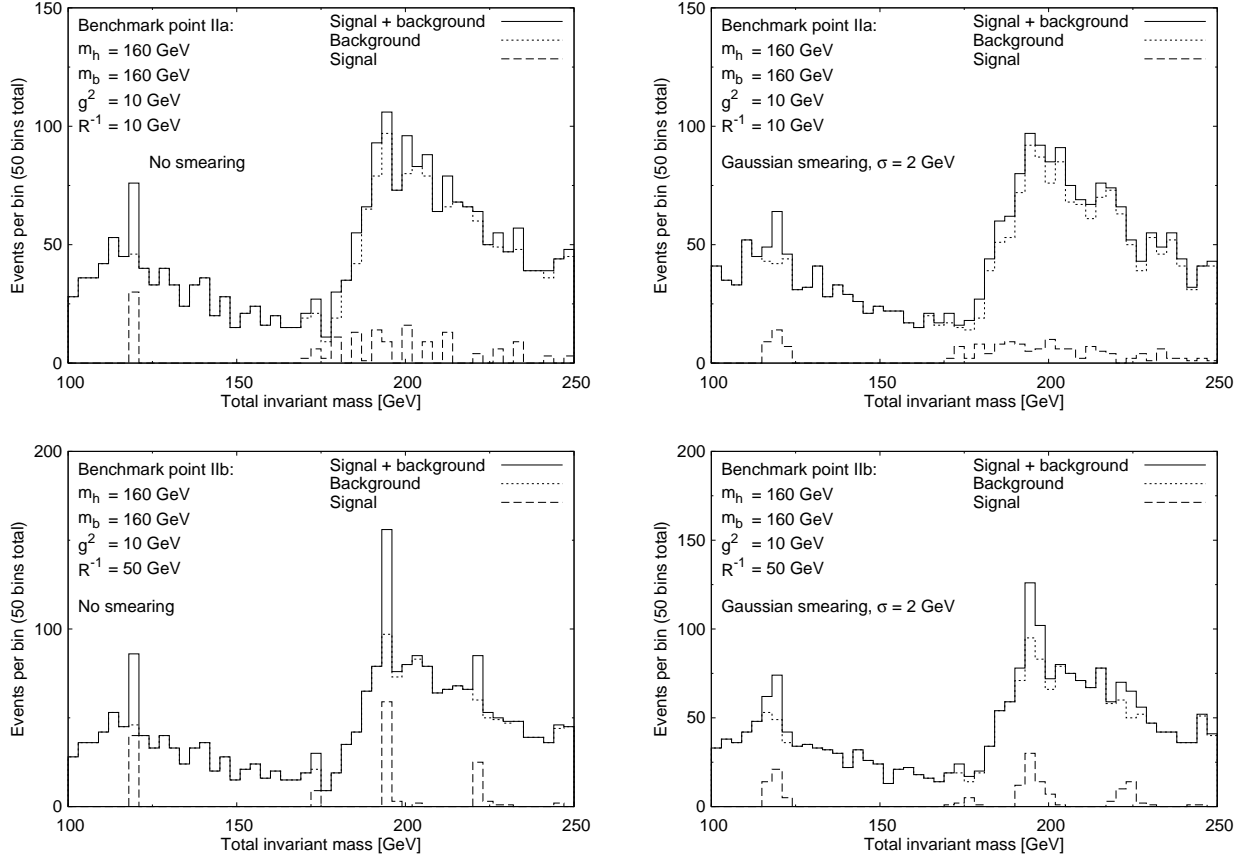 Benchmark point IIa:
m_h = 160 GeV
m_b = 160 GeV
g^2 = 10 GeV
R^-1 = 10 GeV
No smearing
Signal + background
Background
Signal
Events per bin (50 bins total)
150
100
50
0
100 150 200 250
Total invariant mass [GeV]
Benchmark point IIa:
m_h = 160 GeV
m_b = 160 GeV
g^2 = 10 GeV
R^-1 = 10 GeV
Gaussian smearing, σ = 2 GeV
Signal + background
Background
Signal
Events per bin (50 bins total)
150
100
50
0
100 150 200 250
Total invariant mass [GeV]
Benchmark point IIb:
m_h = 160 GeV
m_b = 160 GeV
g^2 = 10 GeV
R^-1 = 50 GeV
No smearing
Signal + background
Background
Signal
Events per bin (50 bins total)
200
150
100
50
0
100 150 200 250
Total invariant mass [GeV]
Benchmark point IIb:
m_h = 160 GeV
m_b = 160 GeV
g^2 = 10 GeV
R^-1 = 50 GeV
Gaussian smearing, σ = 2 GeV
Signal + background
Background
Signal
Events per bin (50 bins total)
200
150
100
50
0
100 150 200 250
Total invariant mass [GeV]